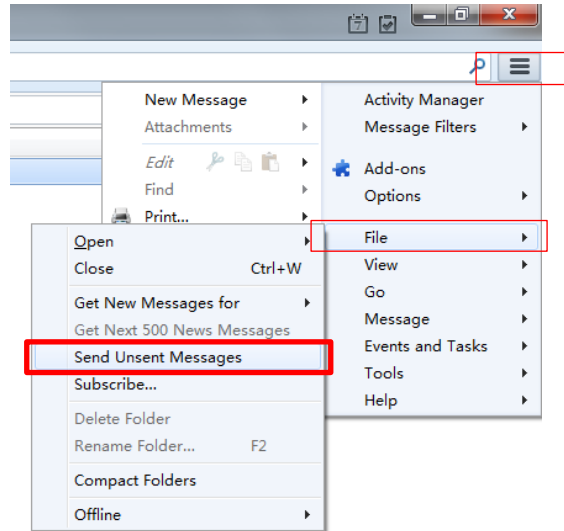 7
New Message
Attachments
Edit
Find
Print...
Activity Manager
Message Filters
Add-ons
Options
File
View
Go
Message
Events and Tasks
Tools
Help
Open
Close Ctrl+W
Get New Messages for
Get Next 500 News Messages
Send Unsent Messages
Subscribe...
Delete Folder
Rename Folder... F2
Compact Folders
Offline